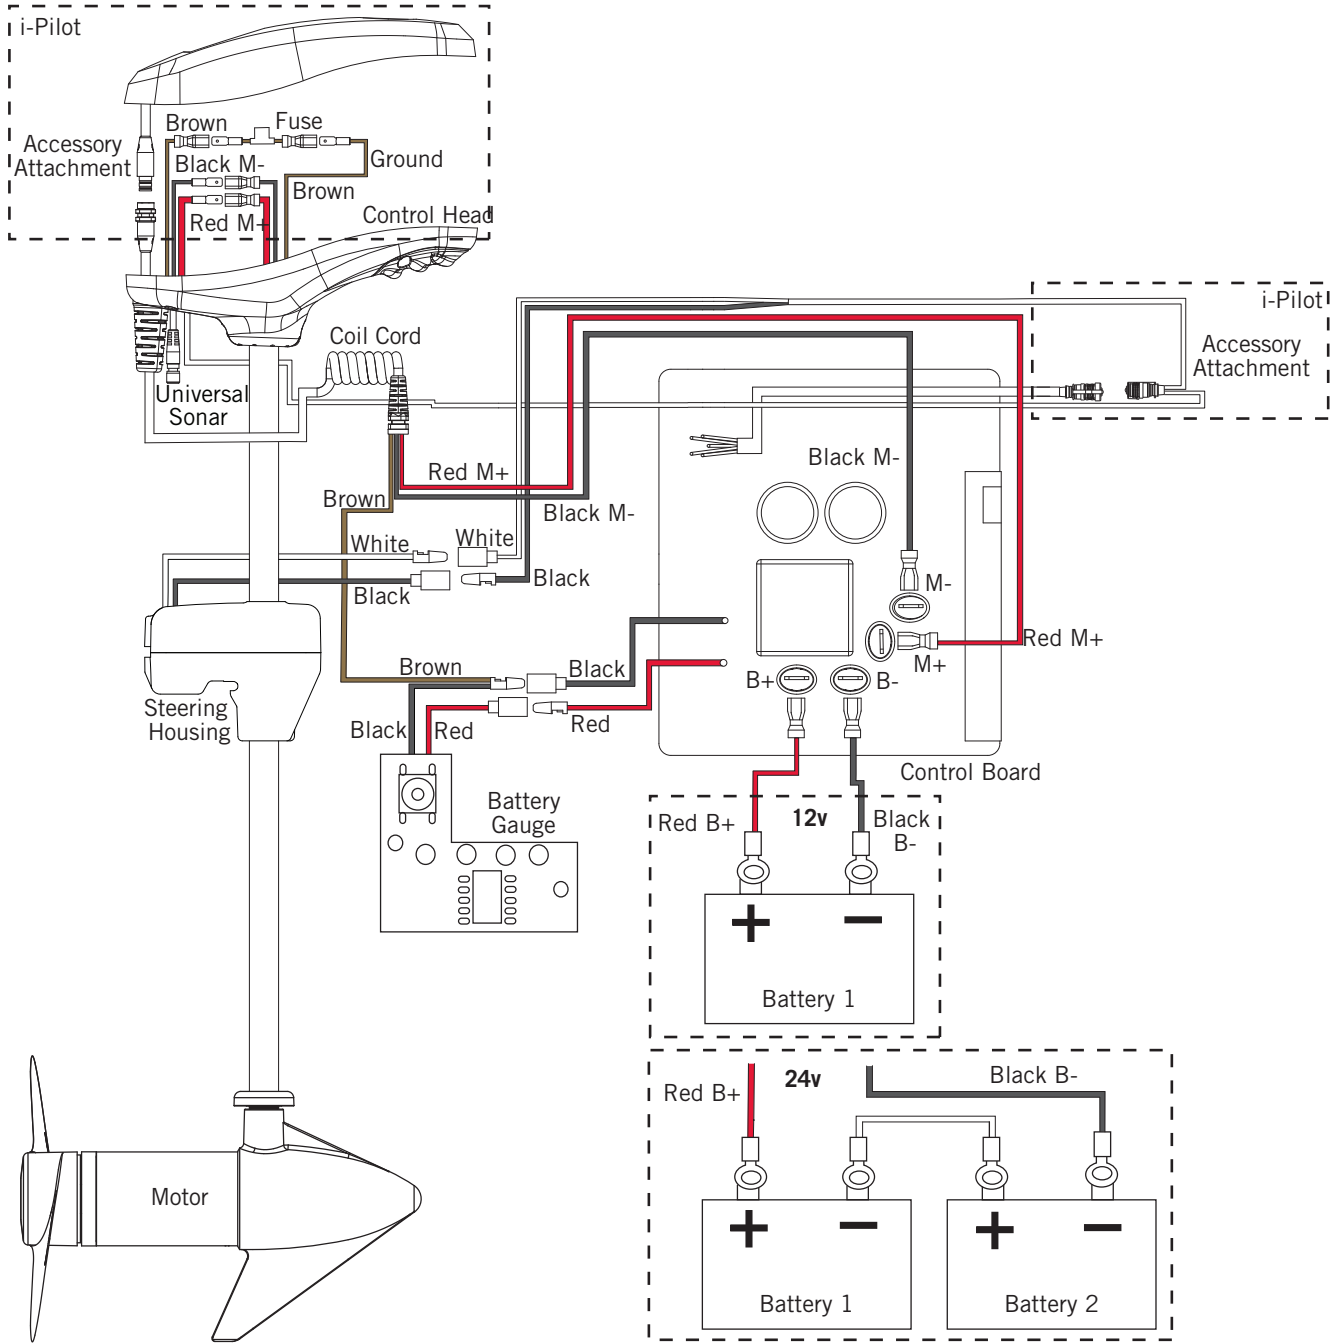 i-Pilot
Brown
Fuse
Accessory
Attachment
Black M-
Ground
Brown
Red M+
Control Head
i-Pilot
Coil Cord
Accessory
Attachment
Universal
Sonar
Black M-
Red M+
Brown
Black M-
White
White
Black
Black
M-
Red M+
M+
Brown
Black
B+
B-
Steering
Housing
Black
Red
Red
Control Board
Battery
Gauge
Red B+
12v
Black
B-
+
−
Battery 1
24v
Black B-
Red B+
Motor
+
−
+
−
Battery 1
Battery 2